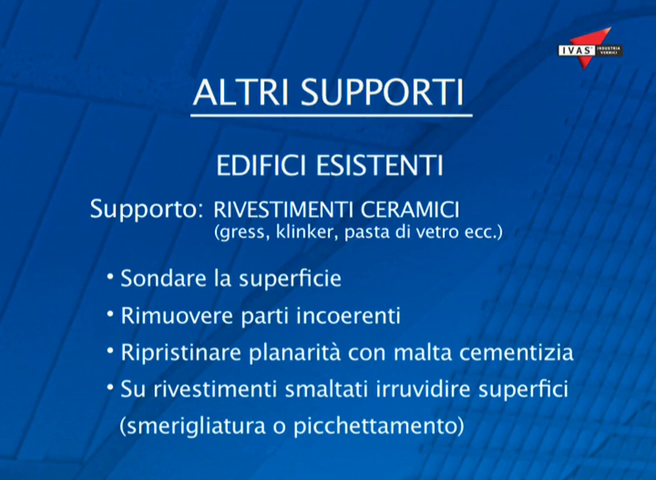 IVAS INDUSTRIA VERNICI
ALTRI SUPPORTI
EDIFICI ESISTENTI
Supporto: RIVESTIMENTI CERAMICI
(gress, klinker, pasta di vetro ecc.)
• Sondare la superficie
• Rimuovere parti incoerenti
• Ripristinare planarità con malta cementizia
• Su rivestimenti smaltati irruvidire superfici
(smerigliatura o picchettamento)